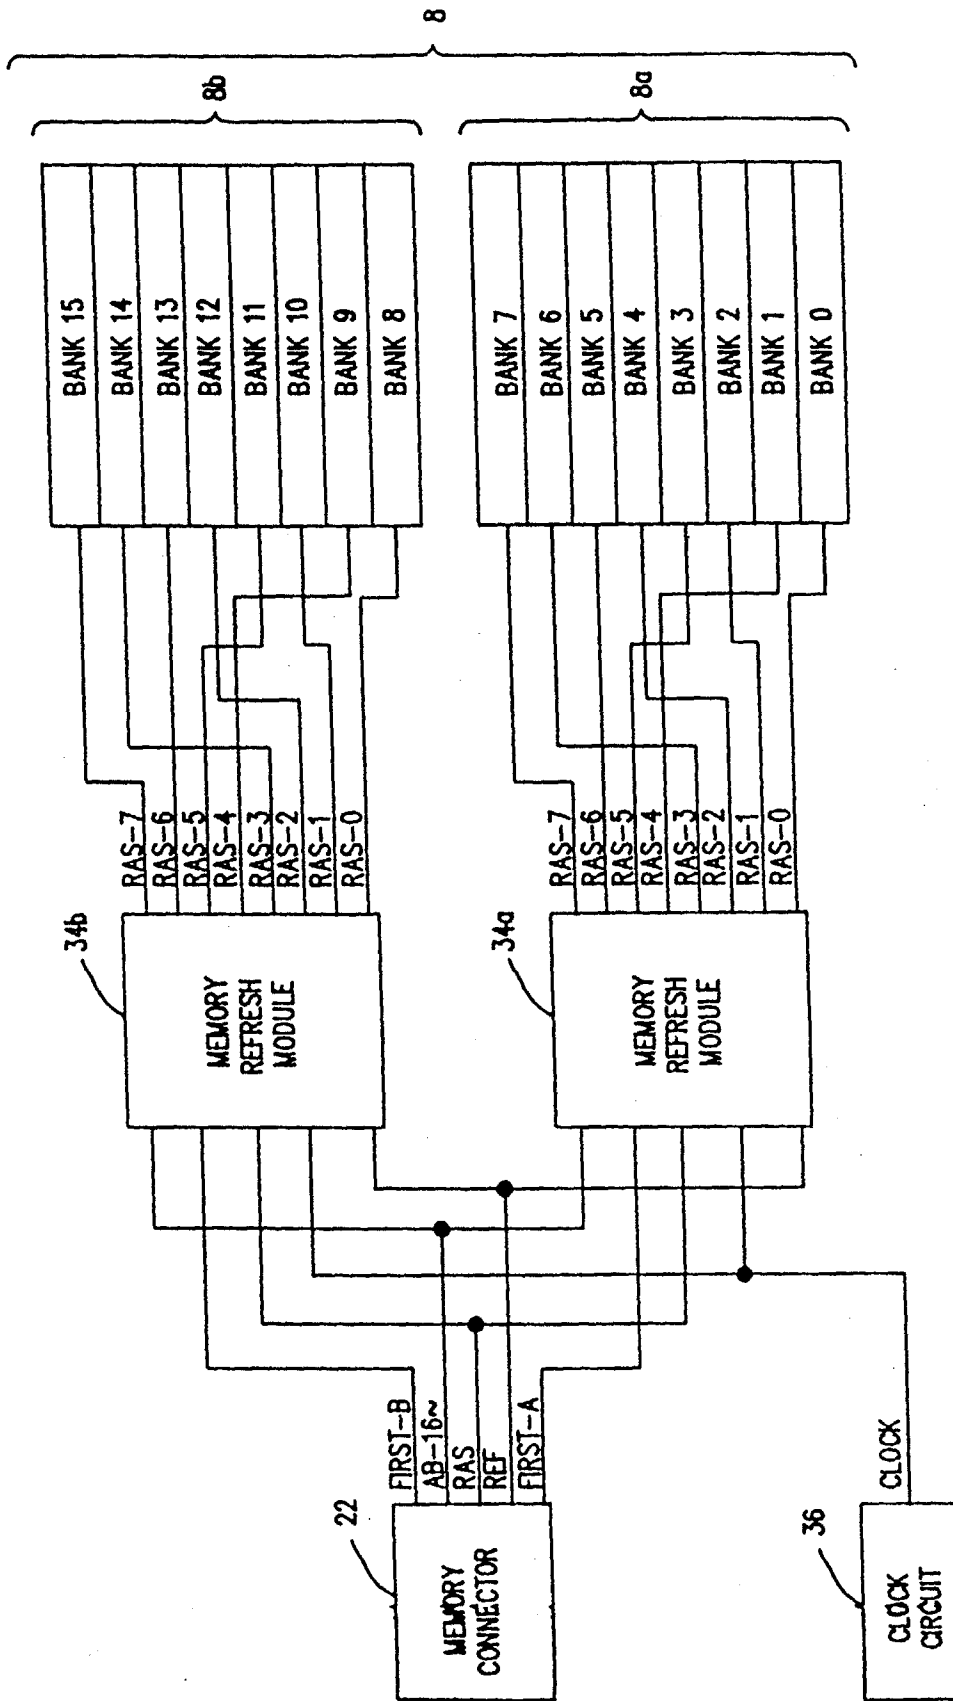 8
8b
8a
BANK 15
BANK 14
BANK 13
BANK 12
BANK 11
BANK 10
BANK 9
BANK 8
BANK 7
BANK 6
BANK 5
BANK 4
BANK 3
BANK 2
BANK 1
BANK 0
RAS-7
RAS-6
RAS-5
RAS-4
RAS-3
RAS-2
RAS-1
RAS-0
RAS-7
RAS-6
RAS-5
RAS-4
RAS-3
RAS-2
RAS-1
RAS-0
34b
MEMORY
REFRESH
MODULE
34a
MEMORY
REFRESH
MODULE
FIRST-B
AB-16~
RAS
REF
FIRST-A
CLOCK
22
MEMORY
CONNECTOR
36
CLOCK
CIRCUIT